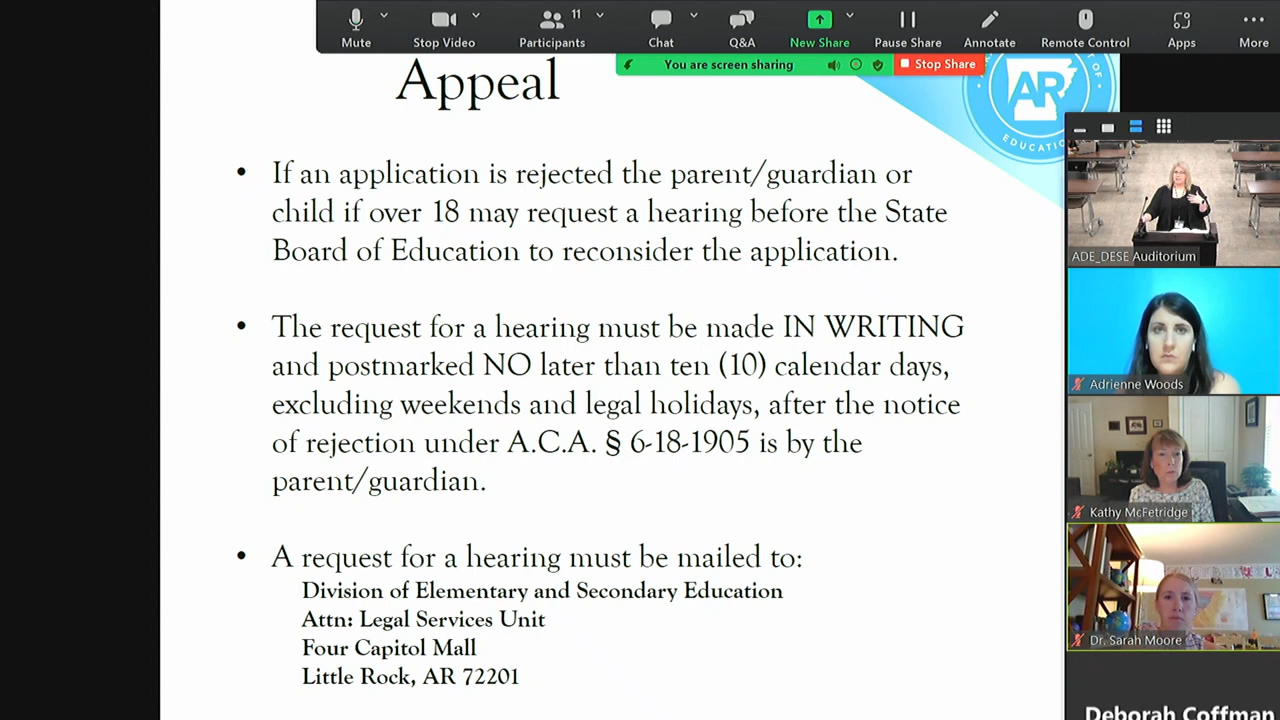 11
Mute
Stop Video
Participants
Chat
Q&A
New Share
Pause Share
Annotate
Remote Control
Apps
More
You are screen sharing
Stop Share
Appeal
AR
EDUCATIO
• If an application is rejected the parent/guardian or
child if over 18 may request a hearing before the State
Board of Education to reconsider the application.
• The request for a hearing must be made IN WRITING
and postmarked NO later than ten (10) calendar days,
excluding weekends and legal holidays, after the notice
of rejection under A.C.A. § 6-18-1905 is by the
parent/guardian.
• A request for a hearing must be mailed to:
Division of Elementary and Secondary Education
Attn: Legal Services Unit
Four Capitol Mall
Little Rock, AR 72201
ADE_DESE Auditorium
Adrienne Woods
Kathy McFetridge
Dr. Sarah Moore
Deborah Coffman